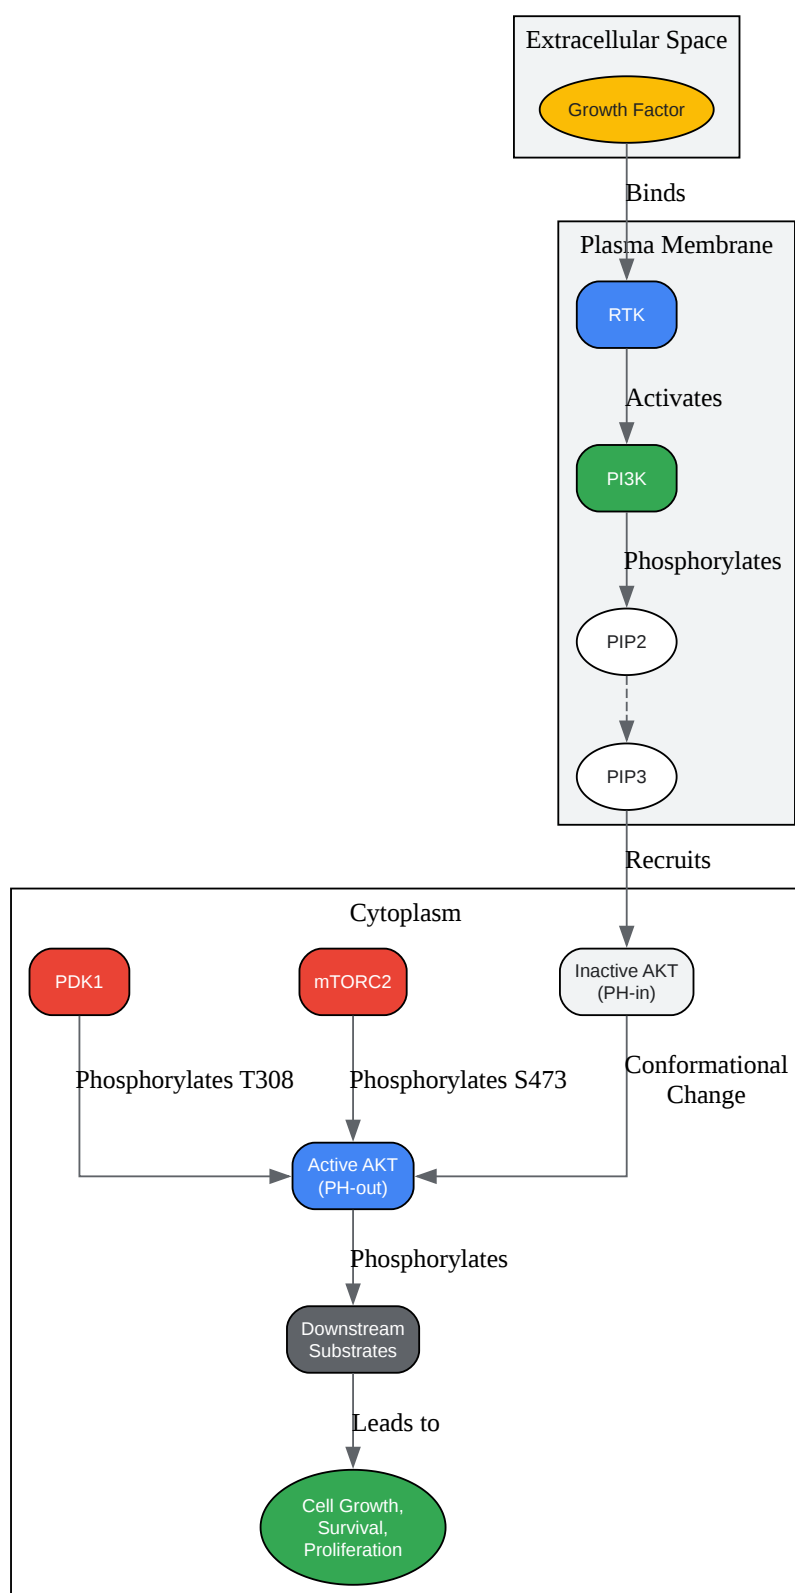 Extracellular Space
Growth Factor
Binds
Plasma Membrane
RTK
Activates
PI3K
Phosphorylates
PIP2
PIP3
Recruits
Cytoplasm
PDK1
mTORC2
Inactive AKT
(PH-in)
Phosphorylates T308
Phosphorylates S473
Conformational
Change
Active AKT
(PH-out)
Phosphorylates
Downstream
Substrates
Leads to
Cell Growth,
Survival,
Proliferation